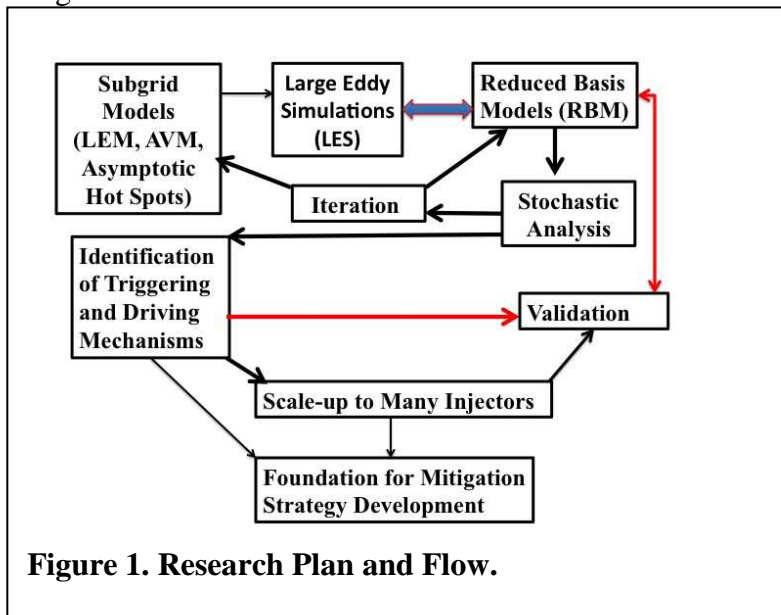 Subgrid
Models
(LEM, AVM,
Asymptotic
Hot Spots)
Large Eddy
Simulations
(LES)
Reduced Basis
Models (RBM)
Iteration
Stochastic
Analysis
Identification
of Triggering
and Driving
Mechanisms
Validation
Scale-up to Many Injectors
Foundation for Mitigation
Strategy Development
Figure 1. Research Plan and Flow.